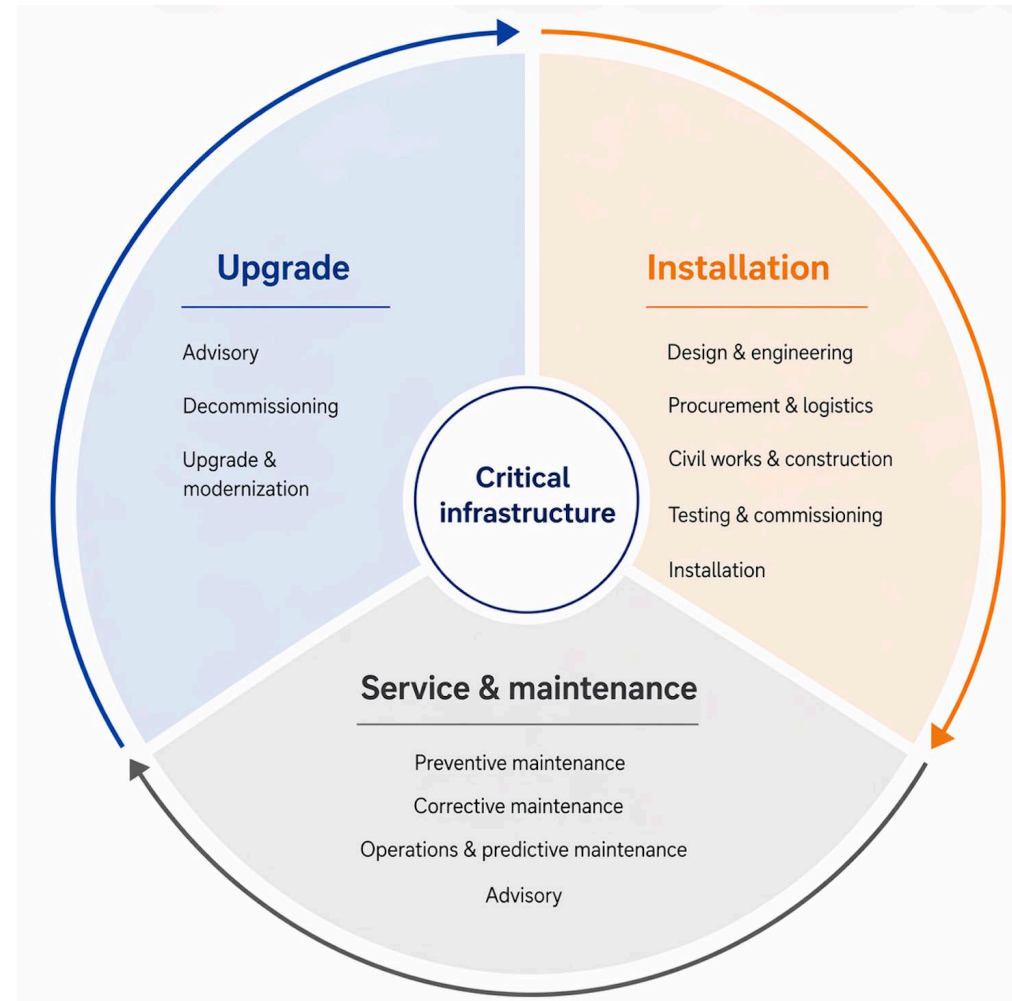 Upgrade
Advisory
Decommissioning
Upgrade &
modernization
Installation
Design & engineering
Procurement & logistics
Civil works & construction
Testing & commissioning
Installation
Critical
infrastructure
Service & maintenance
Preventive maintenance
Corrective maintenance
Operations & predictive maintenance
Advisory